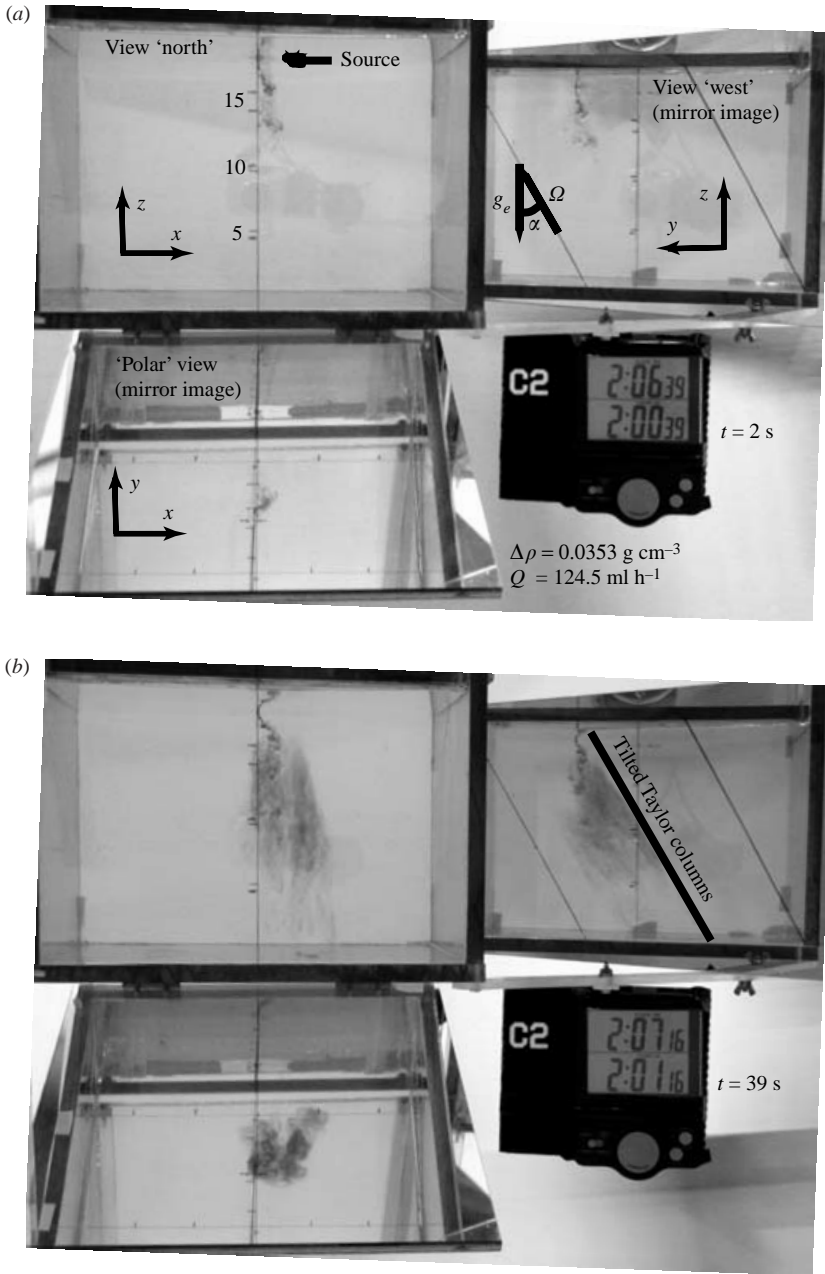 (a)
View ‘north’
Source
15
10
5
z
x
View ‘west’
(mirror image)
g_e
Ω
α
z
y
‘Polar’ view
(mirror image)
y
x
C2
2:06 39
2:00 39
t = 2 s
Δρ = 0.0353 g cm⁻³
Q = 124.5 ml h⁻¹
(b)
Tilted Taylor columns
C2
2:07 16
2:01 16
t = 39 s